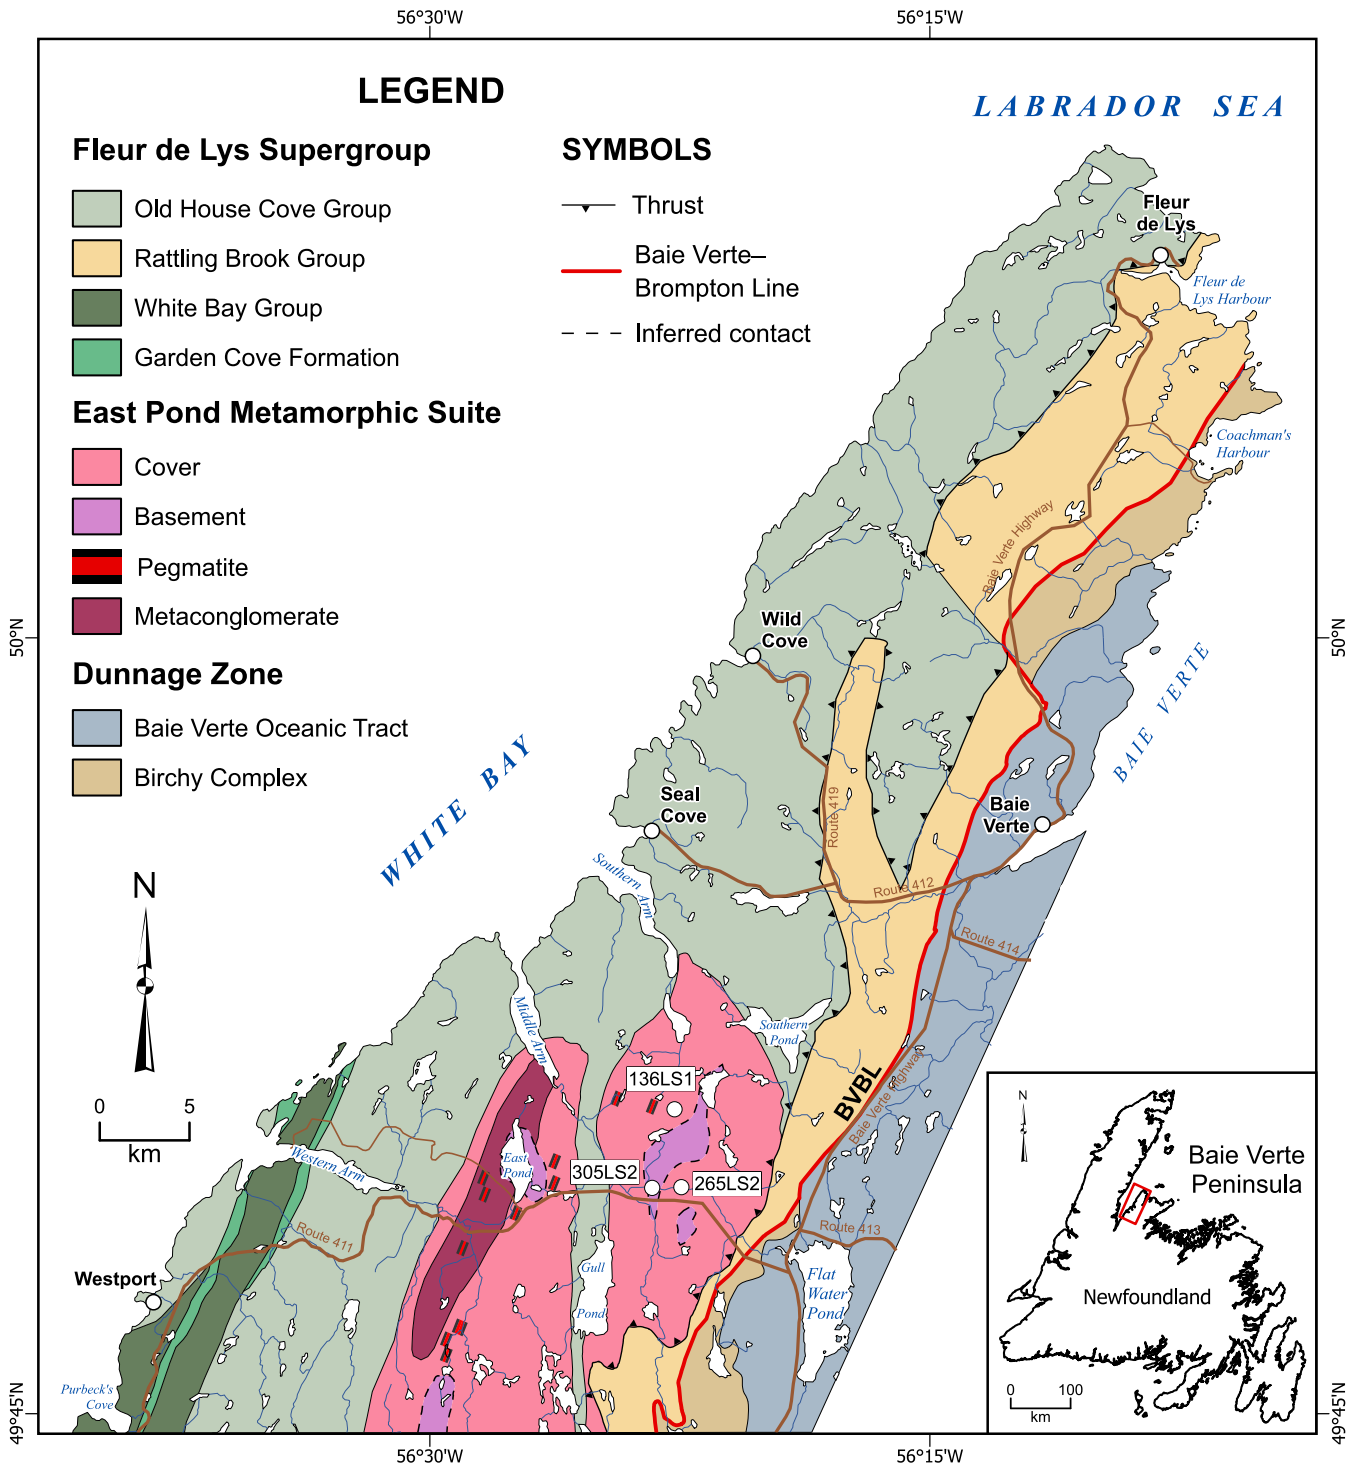 56°30'W
56°15'W
LEGEND
Fleur de Lys Supergroup
Old House Cove Group
Rattling Brook Group
White Bay Group
Garden Cove Formation
East Pond Metamorphic Suite
Cover
Basement
Pegmatite
Metaconglomerate
Dunnage Zone
Baie Verte Oceanic Tract
Birchy Complex
SYMBOLS
Thrust
Baie Verte–
Brompton Line
Inferred contact
LABRADOR SEA
Fleur
de Lys
Fleur de
Lys Harbour
Coachman's
Harbour
Baie Verte Highway
50°N
50°N
Wild
Cove
BAIE VERTE
WHITE BAY
Seal
Cove
Route 419
Baie
Verte
Southern Arm
Route 412
Route 414
N
Middle Arm
Southern
Pond
0 5
km
136LS1
BVBL
Baie Verte Highway
Western Arm
East
Pond
305LS2
265LS2
Route 411
Route 413
Westport
Gull
Pond
Flat
Water
Pond
Purbeck's
Cove
N
Baie Verte
Peninsula
Newfoundland
0 100
km
49°45'N
49°45'N
56°30'W
56°15'W